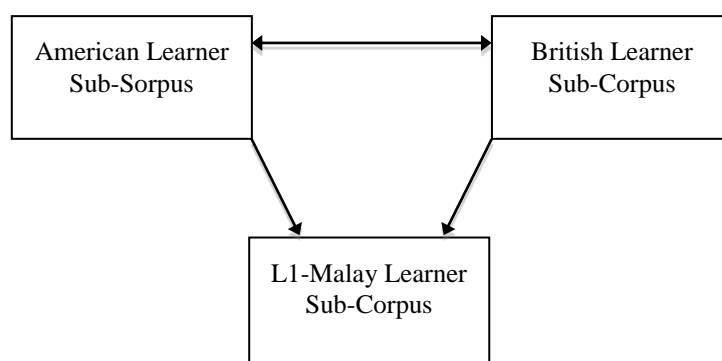 American Learner
Sub-Sorpus
British Learner
Sub-Corpus
L1-Malay Learner
Sub-Corpus